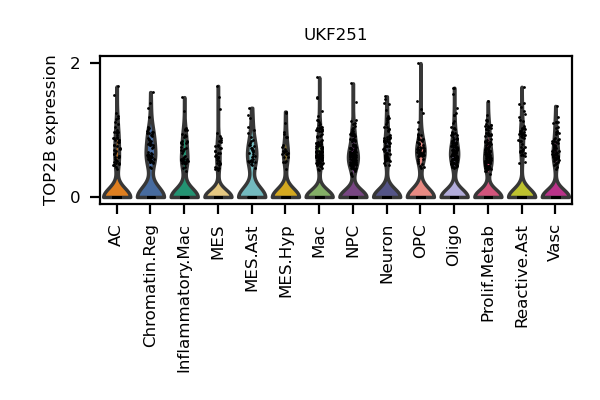 UKF251
TOP2B expression
2
0
AC
Chromatin.Reg
Inflammatory.Mac
MES
MES.Ast
MES.Hyp
Mac
NPC
Neuron
OPC
Oligo
Prolif.Metab
Reactive.Ast
Vasc